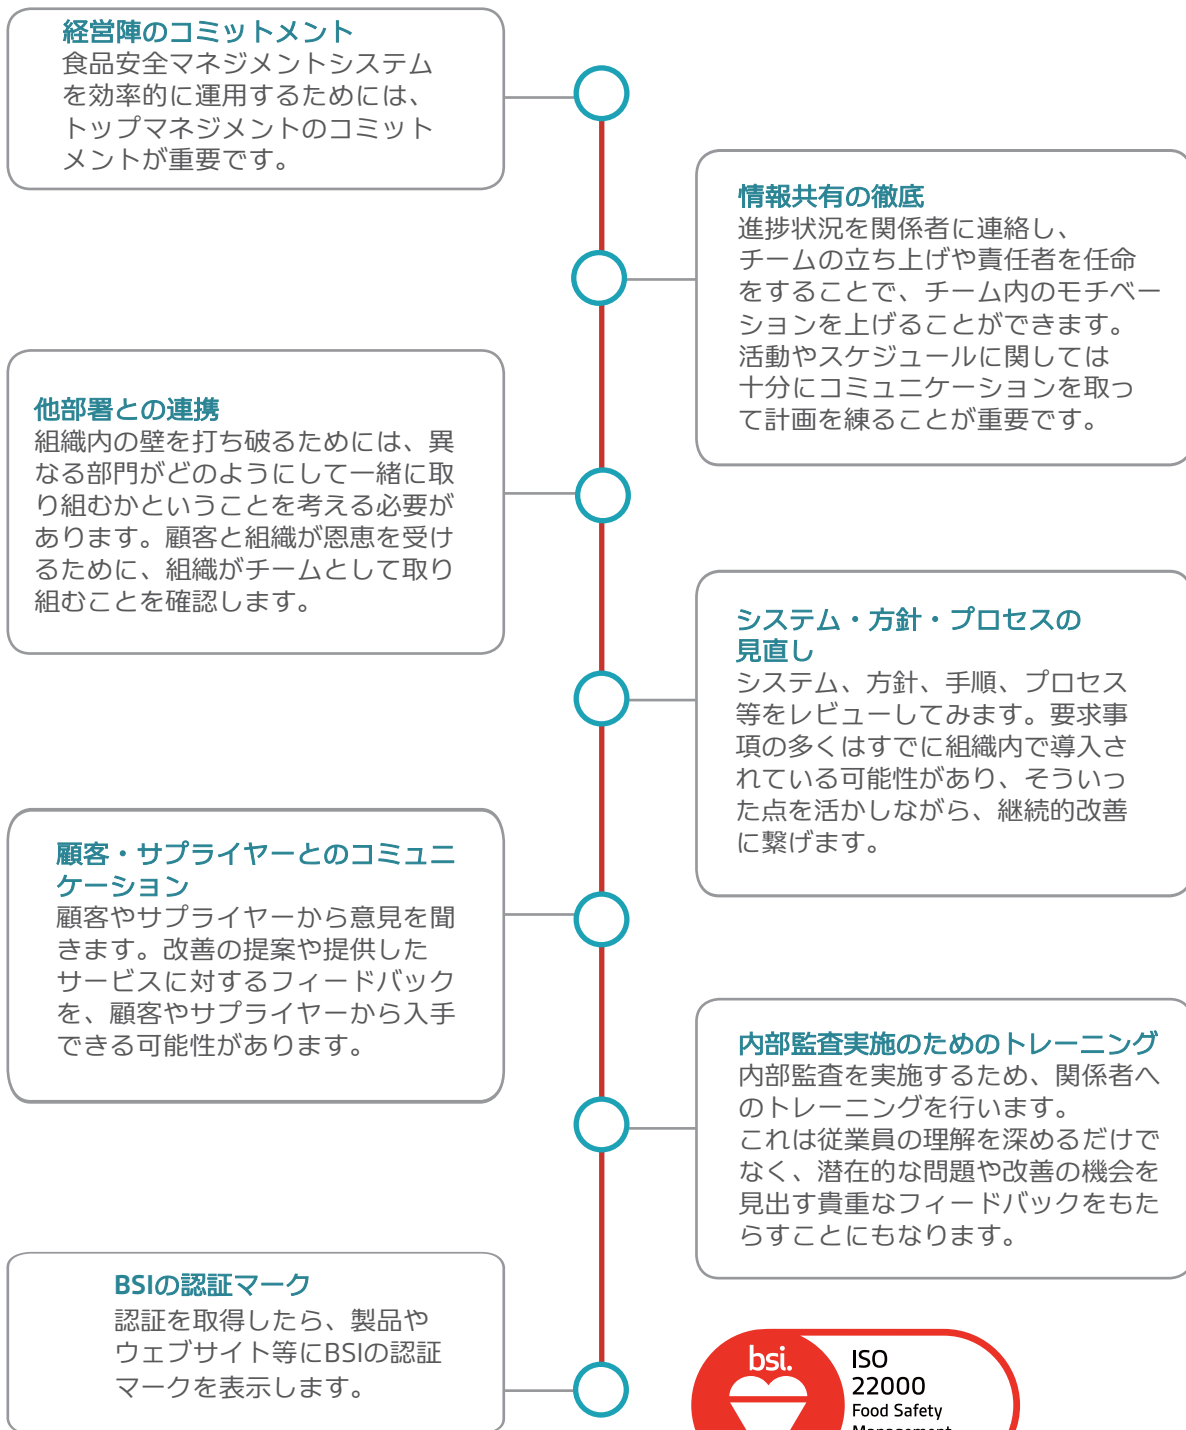 経営陣のコミットメント
食品安全マネジメントシステム
を効率的に運用するためには、
トップマネジメントのコミット
メントが重要です。
情報共有の徹底
進捗状況を関係者に連絡し、
チームの立ち上げや責任者を任命
をすることで、チーム内のモチベー
ションを上げることができます。
活動やスケジュールに関しては
十分にコミュニケーションを取っ
て計画を練ることが重要です。
他部署との連携
組織内の壁を打ち破るためには、異
なる部門がどのようにして一緒に取
り組むかということを考える必要が
あります。顧客と組織が恩恵を受け
るために、組織がチームとして取り
組むことを確認します。
システム・方針・プロセスの
見直し
システム、方針、手順、プロセス
等をレビューしてみます。要求事
項の多くはすでに組織内で導入さ
れている可能性があり、そういっ
た点を活かしながら、継続的改善
に繋げます。
顧客・サプライヤーとのコミュニ
ケーション
顧客やサプライヤーから意見を聞
きます。改善の提案や提供した
サービスに対するフィードバック
を、顧客やサプライヤーから入手
できる可能性があります。
内部監査実施のためのトレーニング
内部監査を実施するため、関係者へ
のトレーニングを行います。
これは従業員の理解を深めるだけで
なく、潜在的な問題や改善の機会を
見出す貴重なフィードバックをもた
らすことにもなります。
BSIの認証マーク
認証を取得したら、製品や
ウェブサイト等にBSIの認証
マークを表示します。
bsi.
ISO
22000
Food Safety
Management